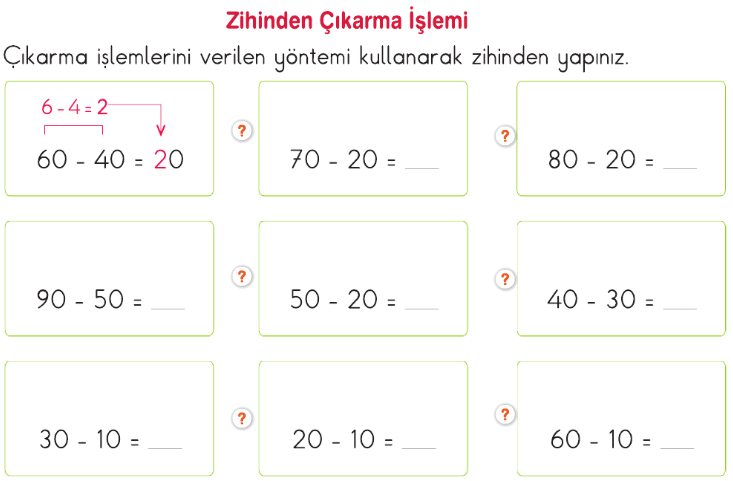 Zihinden Çıkarma İşlemi
Çıkarma işlemlerini verilen yöntemi kullanarak zihinden yapınız.
6 - 4 = 2
60 - 40 = 20
?
70 - 20 = ___
?
80 - 20 = ___
90 - 50 = ___
?
50 - 20 = ___
?
40 - 30 = ___
30 - 10 = ___
?
20 - 10 = ___
?
60 - 10 = ___